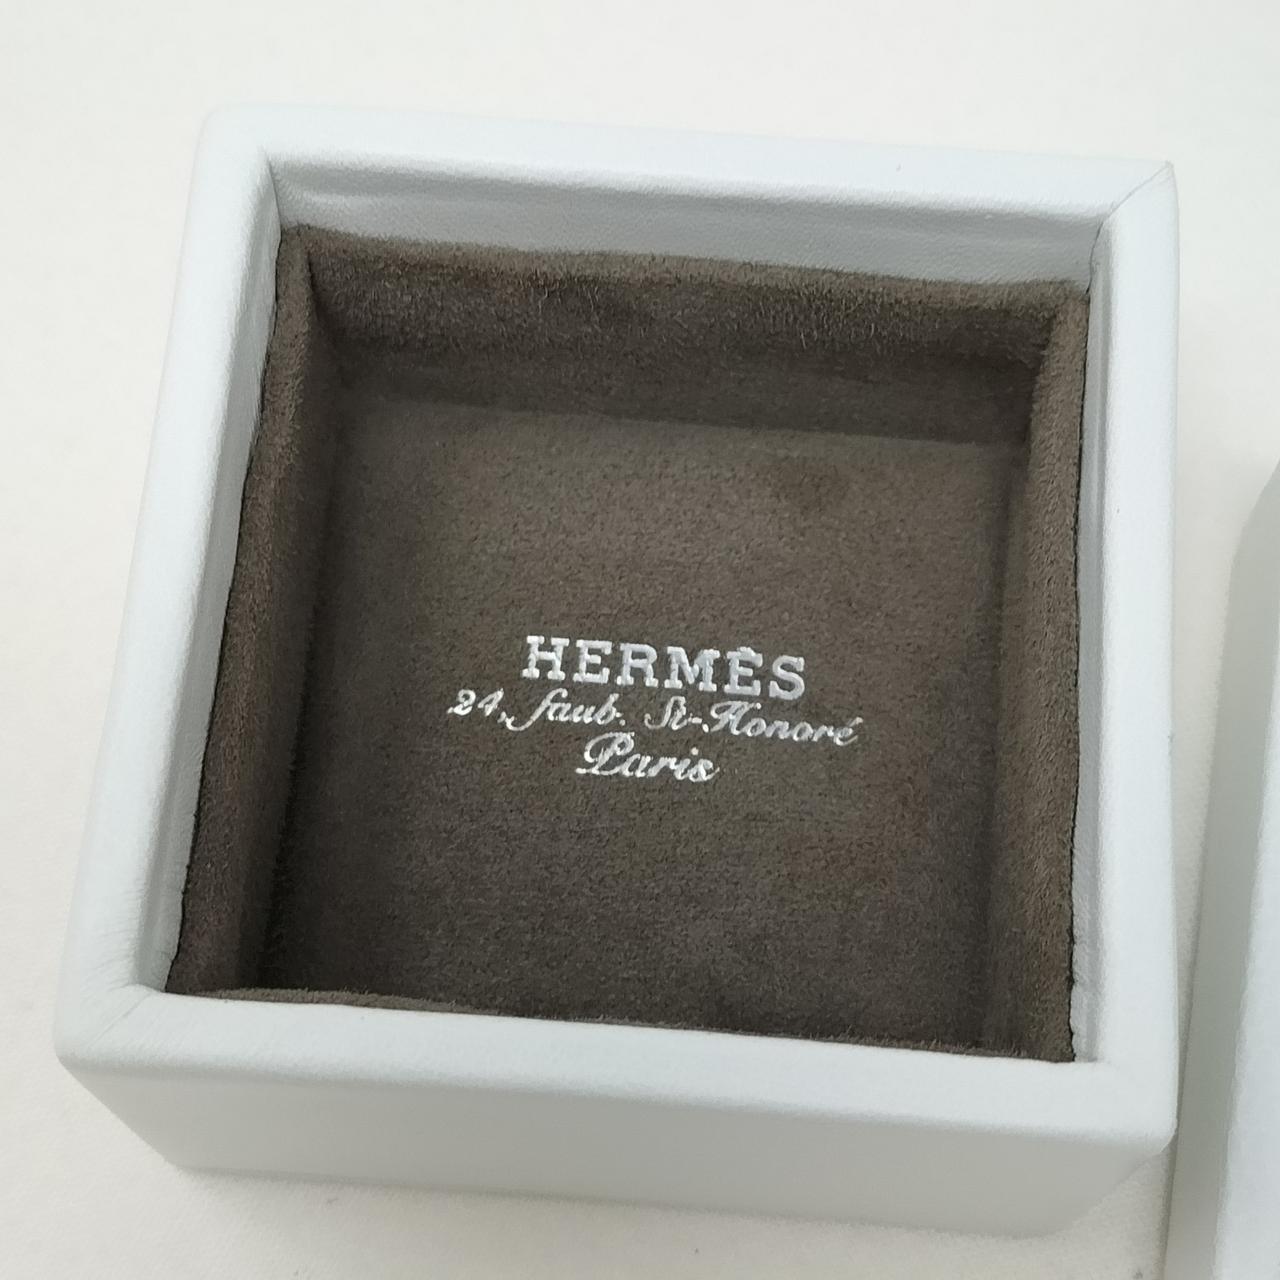 HERMÈS
24, faub. St-Honoré
Paris